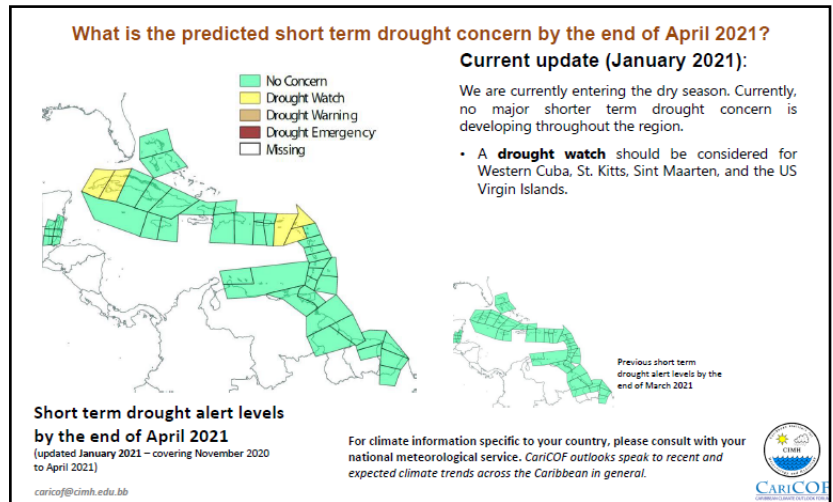 What is the predicted short term drought concern by the end of April 2021?
No Concern
Drought Watch
Drought Warning
Drought Emergency
Missing
Current update (January 2021):
We are currently entering the dry season. Currently,
no major shorter term drought concern is
developing throughout the region.
• A drought watch should be considered for
Western Cuba, St. Kitts, Sint Maarten, and the US
Virgin Islands.
Previous short term
drought alert levels by the
end of March 2021
Short term drought alert levels
by the end of April 2021
(updated January 2021 – covering November 2020
to April 2021)
caricof@cimh.edu.bb
For climate information specific to your country, please consult with your
national meteorological service. CariCOF outlooks speak to recent and
expected climate trends across the Caribbean in general.
CIMH
CARICOF
CARIBBEAN CLIMATE OUTLOOK FORUM